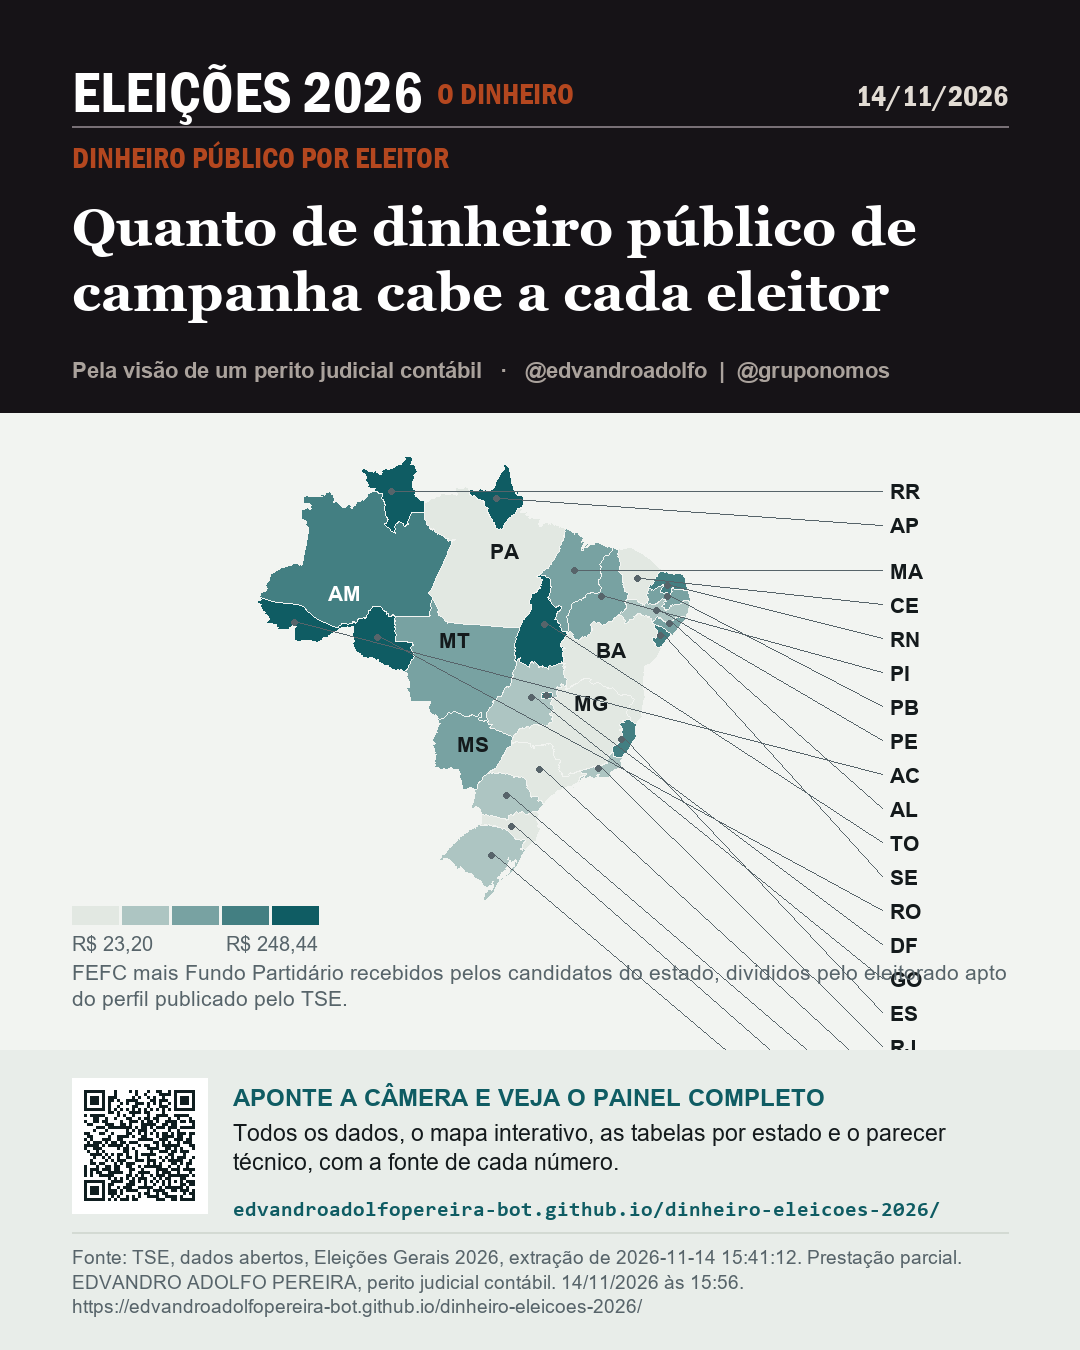 ELEIÇÕES 2026 O DINHEIRO 14/11/2026
DINHEIRO PÚBLICO POR ELEITOR
Quanto de dinheiro público de
campanha cabe a cada eleitor
Pela visão de um perito judicial contábil · @edvandroadolfo | @gruponomos
RR
AP
PA
MA
AM
CE
RN
MT
BA
PI
MG
PB
MS
PE
AC
AL
TO
SE
RO
DF
R$ 23,20 R$ 248,44
FEFC mais Fundo Partidário recebidos pelos candidatos do estado, divididos pelo eleitorado apto
GO
do perfil publicado pelo TSE.
ES
RJ
APONTE A CÂMERA E VEJA O PAINEL COMPLETO
Todos os dados, o mapa interativo, as tabelas por estado e o parecer
técnico, com a fonte de cada número.
edvandroadolfopereira-bot.github.io/dinheiro-eleicoes-2026/
Fonte: TSE, dados abertos, Eleições Gerais 2026, extração de 2026-11-14 15:41:12. Prestação parcial.
EDVANDRO ADOLFO PEREIRA, perito judicial contábil. 14/11/2026 às 15:56.
https://edvandroadolfopereira-bot.github.io/dinheiro-eleicoes-2026/